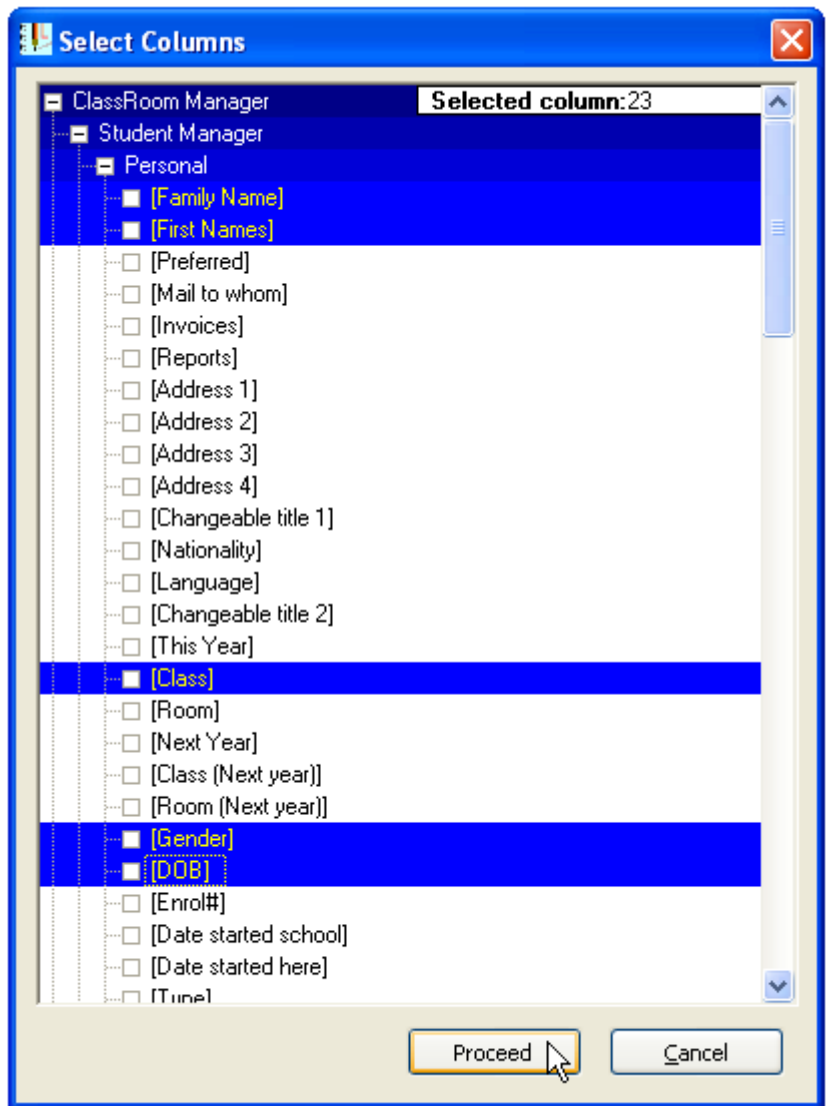 Select Columns
ClassRoom Manager Selected column:23
Student Manager
Personal
[Family Name]
[First Names]
[Preferred]
[Mail to whom]
[Invoices]
[Reports]
[Address 1]
[Address 2]
[Address 3]
[Address 4]
[Changeable title 1]
[Nationality]
[Language]
[Changeable title 2]
[This Year]
[Class]
[Room]
[Next Year]
[Class (Next year)]
[Room (Next year)]
[Gender]
[DOB]
[Enrol#]
[Date started school]
[Date started here]
[Type]
Proceed Cancel